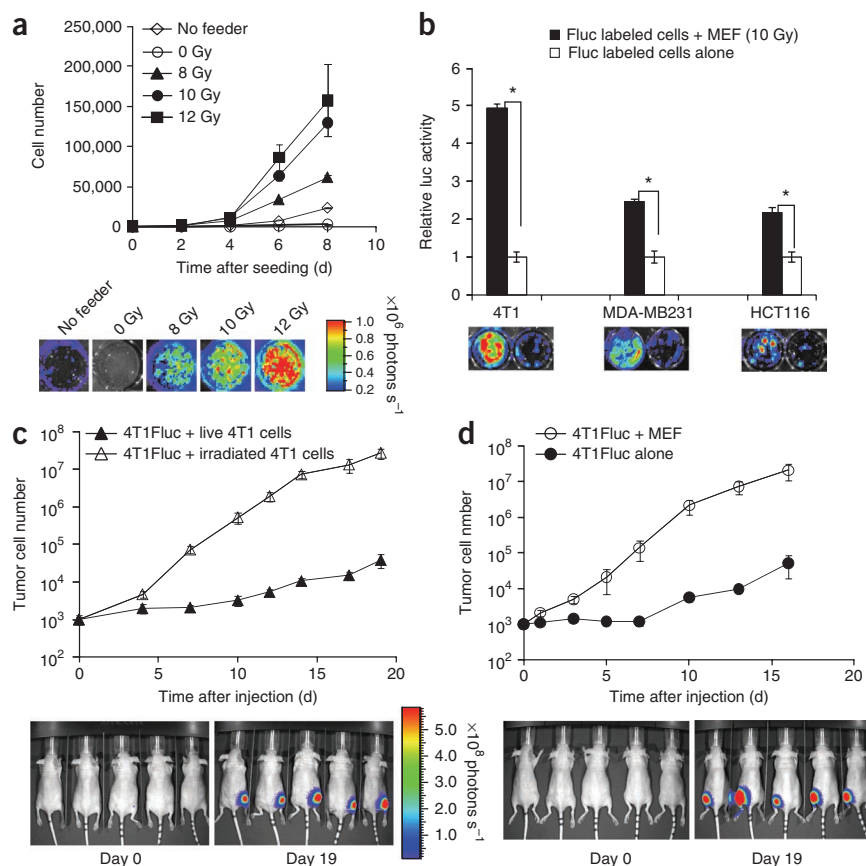 a
No feeder
0 Gy
8 Gy
10 Gy
12 Gy
250,000
200,000
150,000
100,000
50,000
0
Cell number
0 2 4 6 8 10
Time after seeding (d)
No feeder
0 Gy
8 Gy
10 Gy
12 Gy
1.0
0.8
0.6
0.4
0.2
×10⁶ photons s⁻¹
b
Fluc labeled cells + MEF (10 Gy)
Fluc labeled cells alone
6
5
4
3
2
1
0
Relative luc activity
*
*
*
4T1 MDA-MB231 HCT116
c
4T1Fluc + live 4T1 cells
4T1Fluc + irradiated 4T1 cells
10⁸
10⁷
10⁶
10⁵
10⁴
10³
10²
Tumor cell number
0 5 10 15 20
Time after injection (d)
5.0
4.0
3.0
2.0
1.0
×10⁸ photons s⁻¹
Day 0 Day 19
d
4T1Fluc + MEF
4T1Fluc alone
10⁸
10⁷
10⁶
10⁵
10⁴
10³
10²
Tumor cell nmber
0 5 10 15 20
Time after injection (d)
Day 0 Day 19